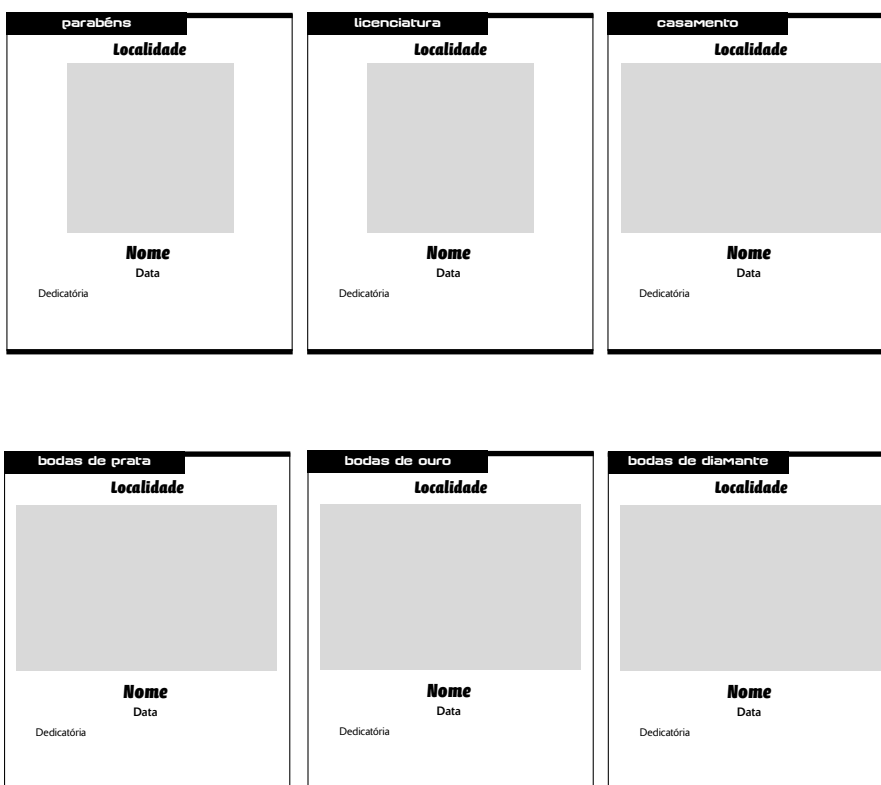 parabéns
Localidade
Nome
Data
Dedicatória
licenciatura
Localidade
Nome
Data
Dedicatória
casamento
Localidade
Nome
Data
Dedicatória
bodas de prata
Localidade
Nome
Data
Dedicatória
bodas de ouro
Localidade
Nome
Data
Dedicatória
bodas de diamante
Localidade
Nome
Data
Dedicatória